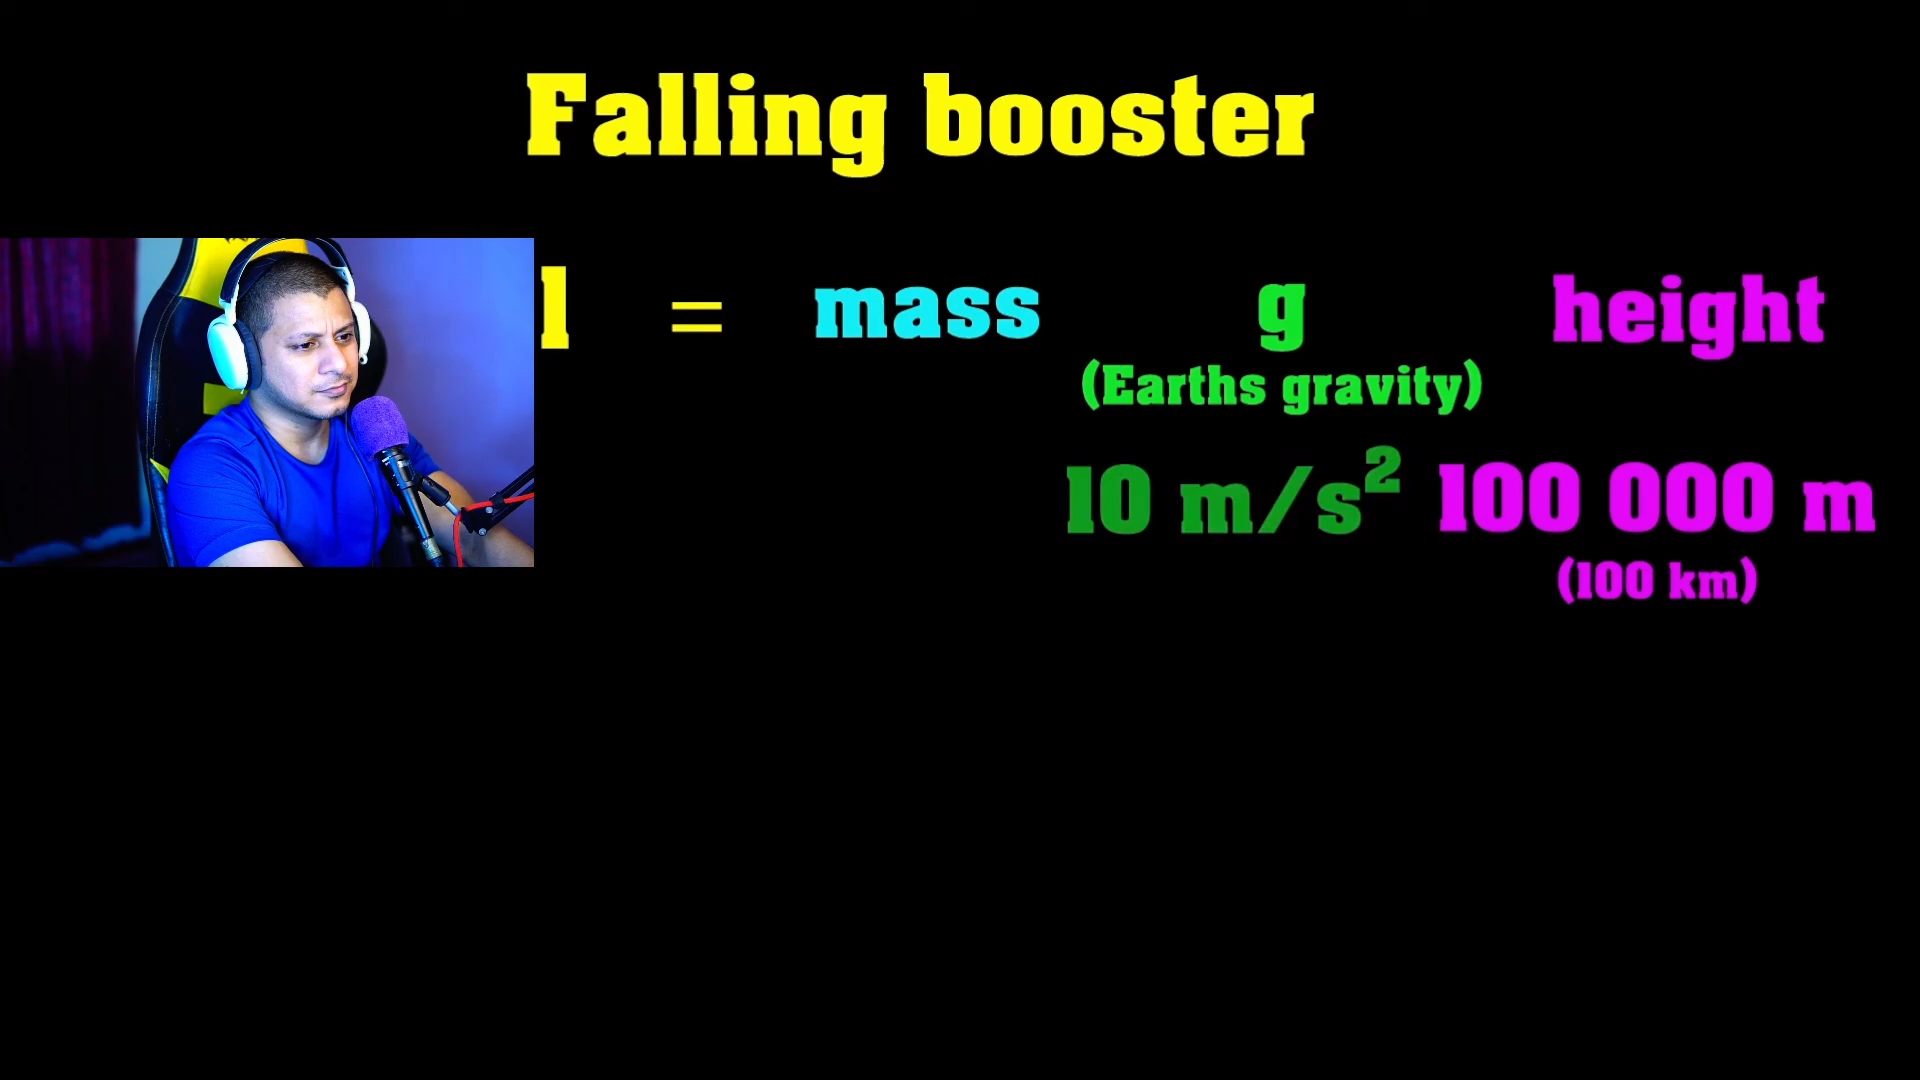 Falling booster
l = mass g height
(Earths gravity)
10 m/s² 100 000 m
(100 km)